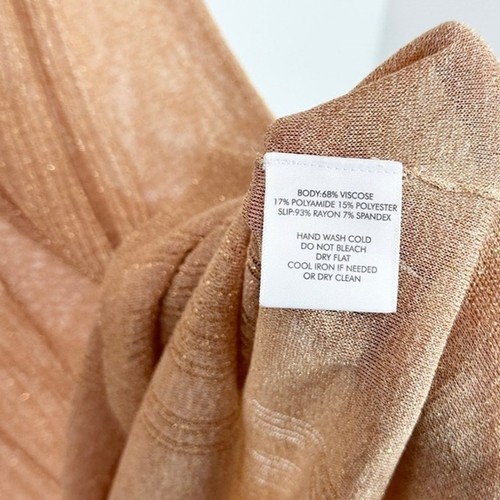 BODY:68% VISCOSE
17% POLYAMIDE 15% POLYESTER
SLIP:93% RAYON 7% SPANDEX
HAND WASH COLD
DO NOT BLEACH
DRY FLAT
COOL IRON IF NEEDED
OR DRY CLEAN